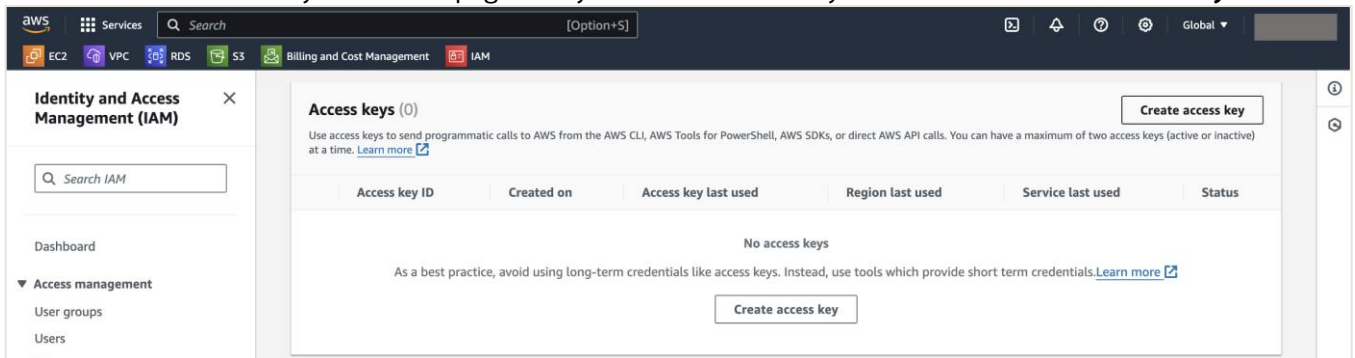 aws Services Search [Option+S] Global ▼
EC2 VPC RDS S3 Billing and Cost Management IAM
Identity and Access Management (IAM)
Search IAM
Dashboard
▼ Access management
User groups
Users
Access keys (0)
Create access key
Use access keys to send programmatic calls to AWS from the AWS CLI, AWS Tools for PowerShell, AWS SDKs, or direct AWS API calls. You can have a maximum of two access keys (active or inactive)
at a time. Learn more
Access key ID Created on Access key last used Region last used Service last used Status
No access keys
As a best practice, avoid using long-term credentials like access keys. Instead, use tools which provide short term credentials.Learn more
Create access key